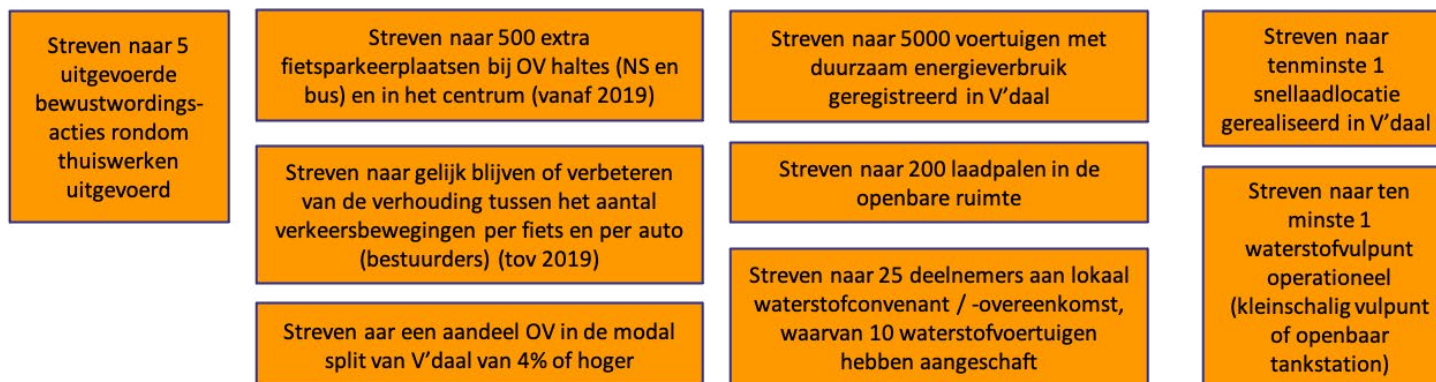 Streven naar 5
uitgevoerde
bewustwordings-
acties rondom
thuiswerken
uitgevoerd
Streven naar 500 extra
fietsparkeerplaatsen bij OV haltes (NS en
bus) en in het centrum (vanaf 2019)
Streven naar gelijk blijven of verbeteren
van de verhouding tussen het aantal
verkeersbewegingen per fiets en per auto
(bestuurders) (tov 2019)
Streven aar een aandeel OV in de modal
split van V'daal van 4% of hoger
Streven naar 5000 voertuigen met
duurzaam energieverbruik
geregistreerd in V'daal
Streven naar 200 laadpalen in de
openbare ruimte
Streven naar 25 deelnemers aan lokaal
waterstofconvenant / -overeenkomst,
waarvan 10 waterstofvoertuigen
hebben aangeschaft
Streven naar
tenminste 1
snellaadlocatie
gerealiseerd in V'daal
Streven naar ten
minste 1
waterstofvulpunt
operationeel
(kleinschalig vulpunt
of openbaar
tankstation)